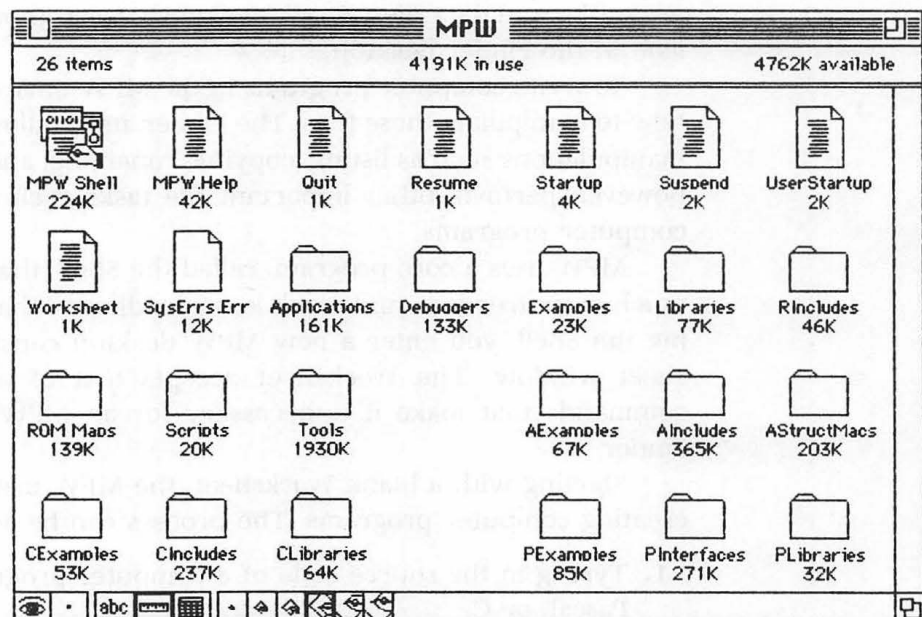 MPW
26 items 4191K in use 4762K available
MPW Shell MPW.Help Quit Resume Startup Suspend UserStartup
224K 42K 1K 1K 4K 2K 2K
Worksheet SysErrs.Err Applications Debuggers Examples Libraries RIncludes
1K 12K 161K 133K 23K 77K 46K
ROM Maps Scripts Tools AExamples AIncludes AStructMacs
139K 20K 1930K 67K 365K 203K
CExamples CIncludes CLibraries PExamples PInterfaces PLibraries
53K 237K 64K 85K 271K 32K
abc